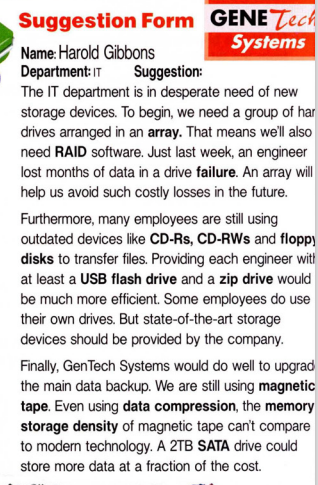 Suggestion Form
GENETech
Systems
Name: Harold Gibbons
Department: IT Suggestion:
The IT department is in desperate need of new
storage devices. To begin, we need a group of har
drives arranged in an array. That means we'll also
need RAID software. Just last week, an engineer
lost months of data in a drive failure. An array will
help us avoid such costly losses in the future.
Furthermore, many employees are still using
outdated devices like CD-Rs, CD-RWs and floppy
disks to transfer files. Providing each engineer with
at least a USB flash drive and a zip drive would
be much more efficient. Some employees do use
their own drives. But state-of-the-art storage
devices should be provided by the company.
Finally, GenTech Systems would do well to upgrad
the main data backup. We are still using magnetic
tape. Even using data compression, the memory
storage density of magnetic tape can't compare
to modern technology. A 2TB SATA drive could
store more data at a fraction of the cost.